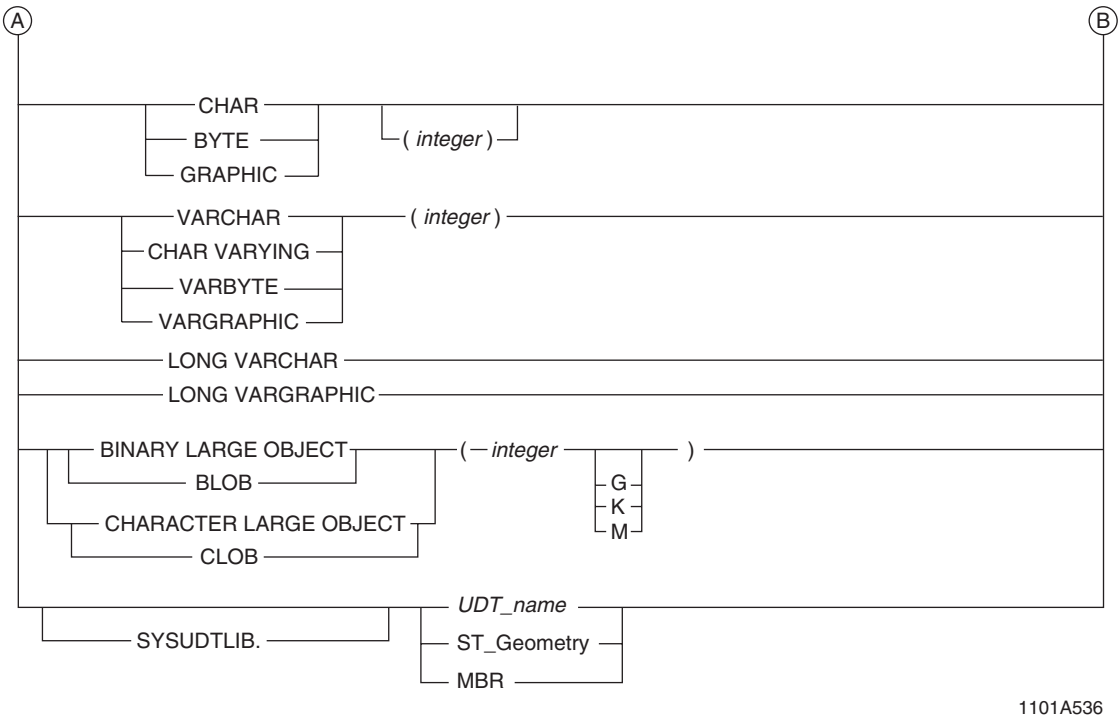 A B
CHAR
BYTE ( integer )
GRAPHIC
VARCHAR ( integer )
CHAR VARYING
VARBYTE
VARGRAPHIC
LONG VARCHAR
LONG VARGRAPHIC
BINARY LARGE OBJECT ( integer )
BLOB G
K
CHARACTER LARGE OBJECT M
CLOB
UDT_name
SYSUDTLIB. ST_Geometry
MBR
1101A536